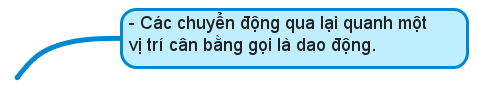 - Các chuyển động qua lại quanh một
vị trí cân bằng gọi là dao động.